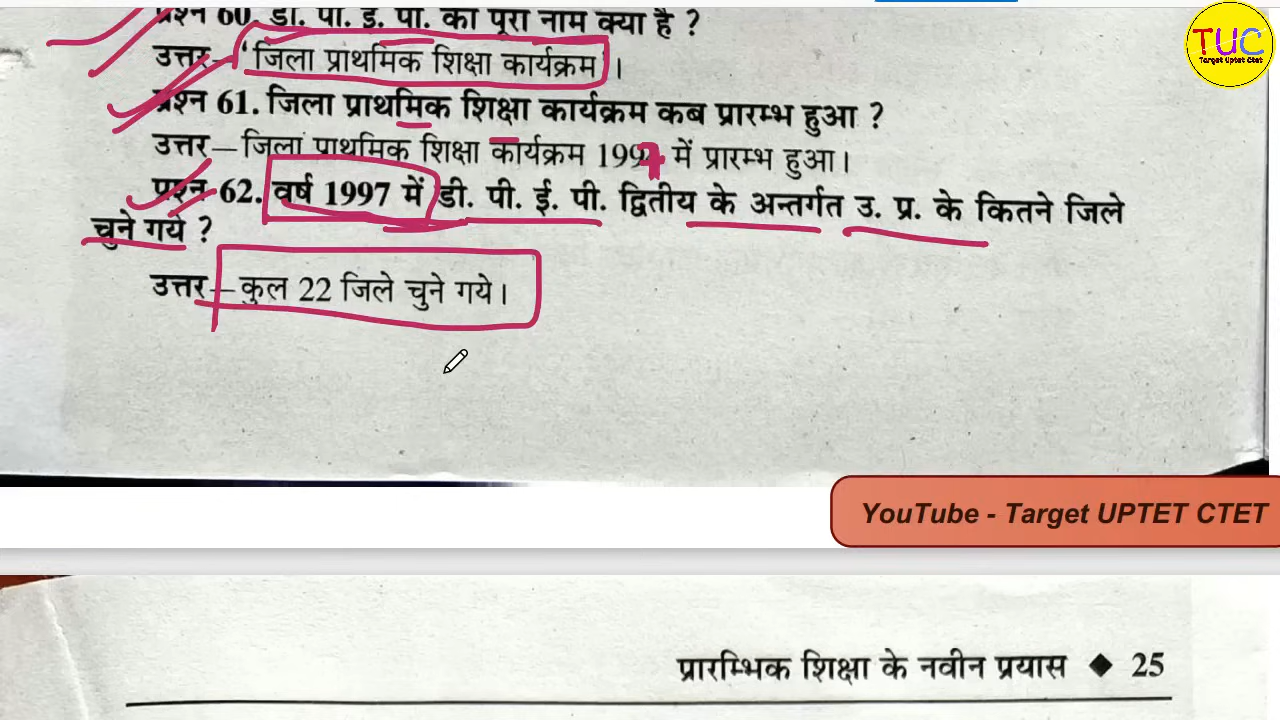 प्रश्न 60. डी. पी. ई. पी. का पूरा नाम क्या है ?
उत्तर– 'जिला प्राथमिक शिक्षा कार्यक्रम ।
प्रश्न 61. जिला प्राथमिक शिक्षा कार्यक्रम कब प्रारम्भ हुआ ?
उत्तर– जिला प्राथमिक शिक्षा कार्यक्रम 1997 में प्रारम्भ हुआ।
प्रश्न 62. वर्ष 1997 में डी. पी. ई. पी. द्वितीय के अन्तर्गत उ. प्र. के कितने जिले
चुने गये ?
उत्तर– कुल 22 जिले चुने गये।
TUC
Target Uptet Ctet
YouTube - Target UPTET CTET
प्रारम्भिक शिक्षा के नवीन प्रयास ◆ 25